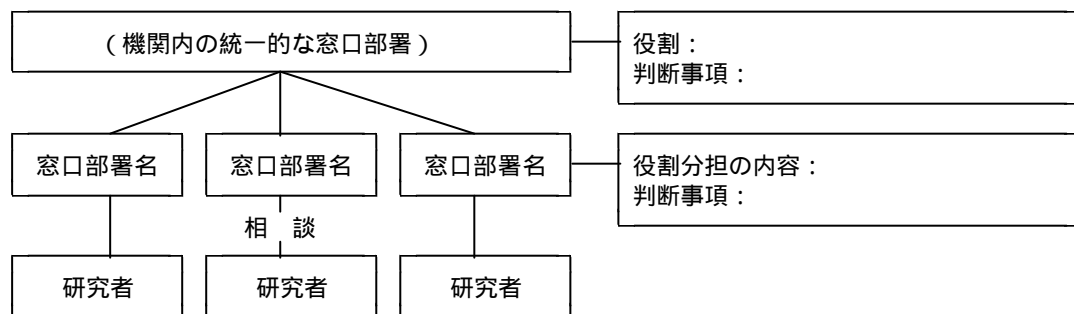 （機関内の統一的な窓口部署）
役割：
判断事項：
窓口部署名
窓口部署名
窓口部署名
役割分担の内容：
判断事項：
相　談
研究者
研究者
研究者